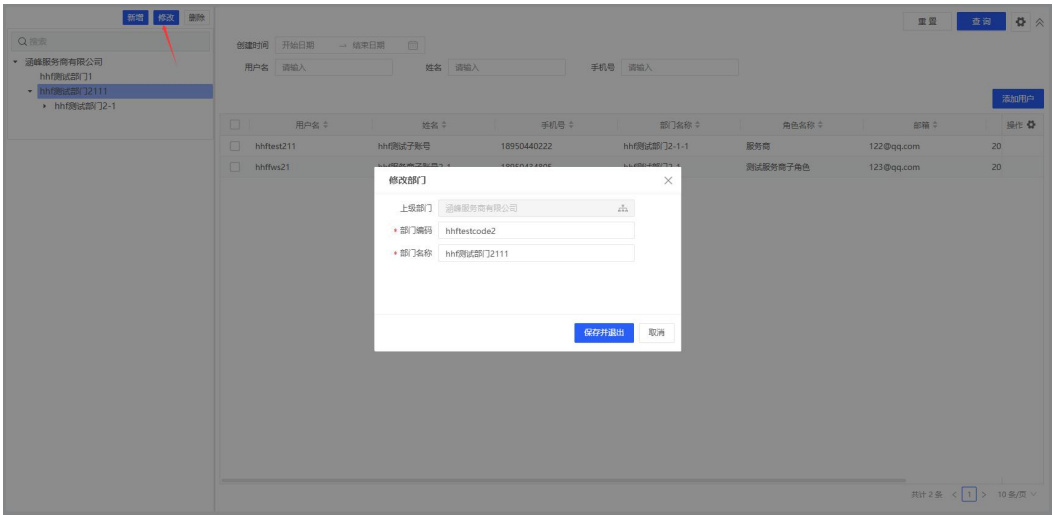 新增 修改 删除
搜索
涵峰服务商有限公司
hhf测试部门1
hhf测试部门2111
hhf测试部门2-1
重置 查询
创建时间 开始日期 → 结束日期
用户名 请输入 姓名 请输入 手机号 请输入
添加用户
用户名 姓名 手机号 部门名称 角色名称 邮箱 操作
hhftest211 hhf测试子账号 18950440222 hhf测试部门2-1-1 服务商 122@qq.com 20
hhffws21 测试服务商子角色 123@qq.com 20
修改部门
上级部门 涵峰服务商有限公司
* 部门编码 hhftestcode2
* 部门名称 hhf测试部门2111
保存并退出 取消
共计 2 条 < 1 > 10 条/页